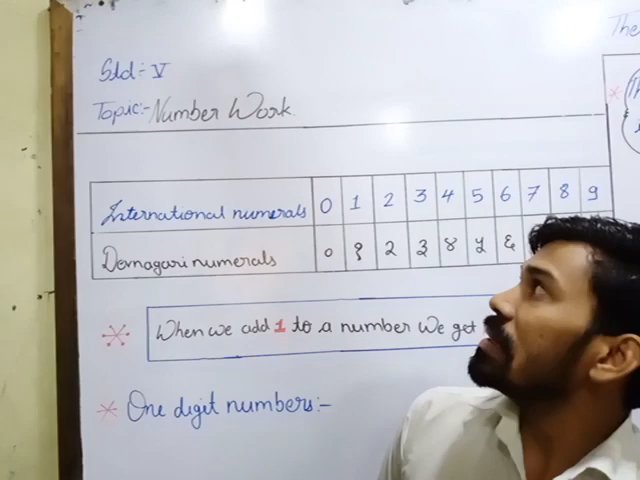 The
Std:- V
Topic:- Number Work
International numerals 0 1 2 3 4 5 6 7 8 9
Devnagari numerals ० १ २ ३ ४ ५ ६
* When we add 1 to a number we get
* One digit numbers:-